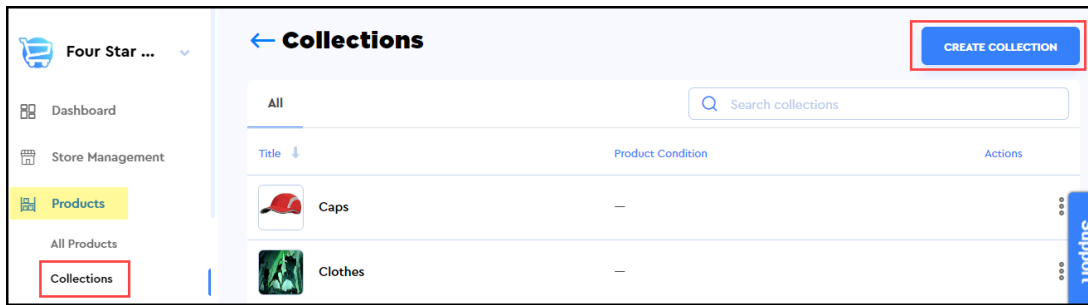 Four Star ...
Dashboard
Store Management
Products
All Products
Collections
← Collections
CREATE COLLECTION
All
Search collections
Title ↓
Product Condition
Actions
Caps
—
Clothes
—
Support